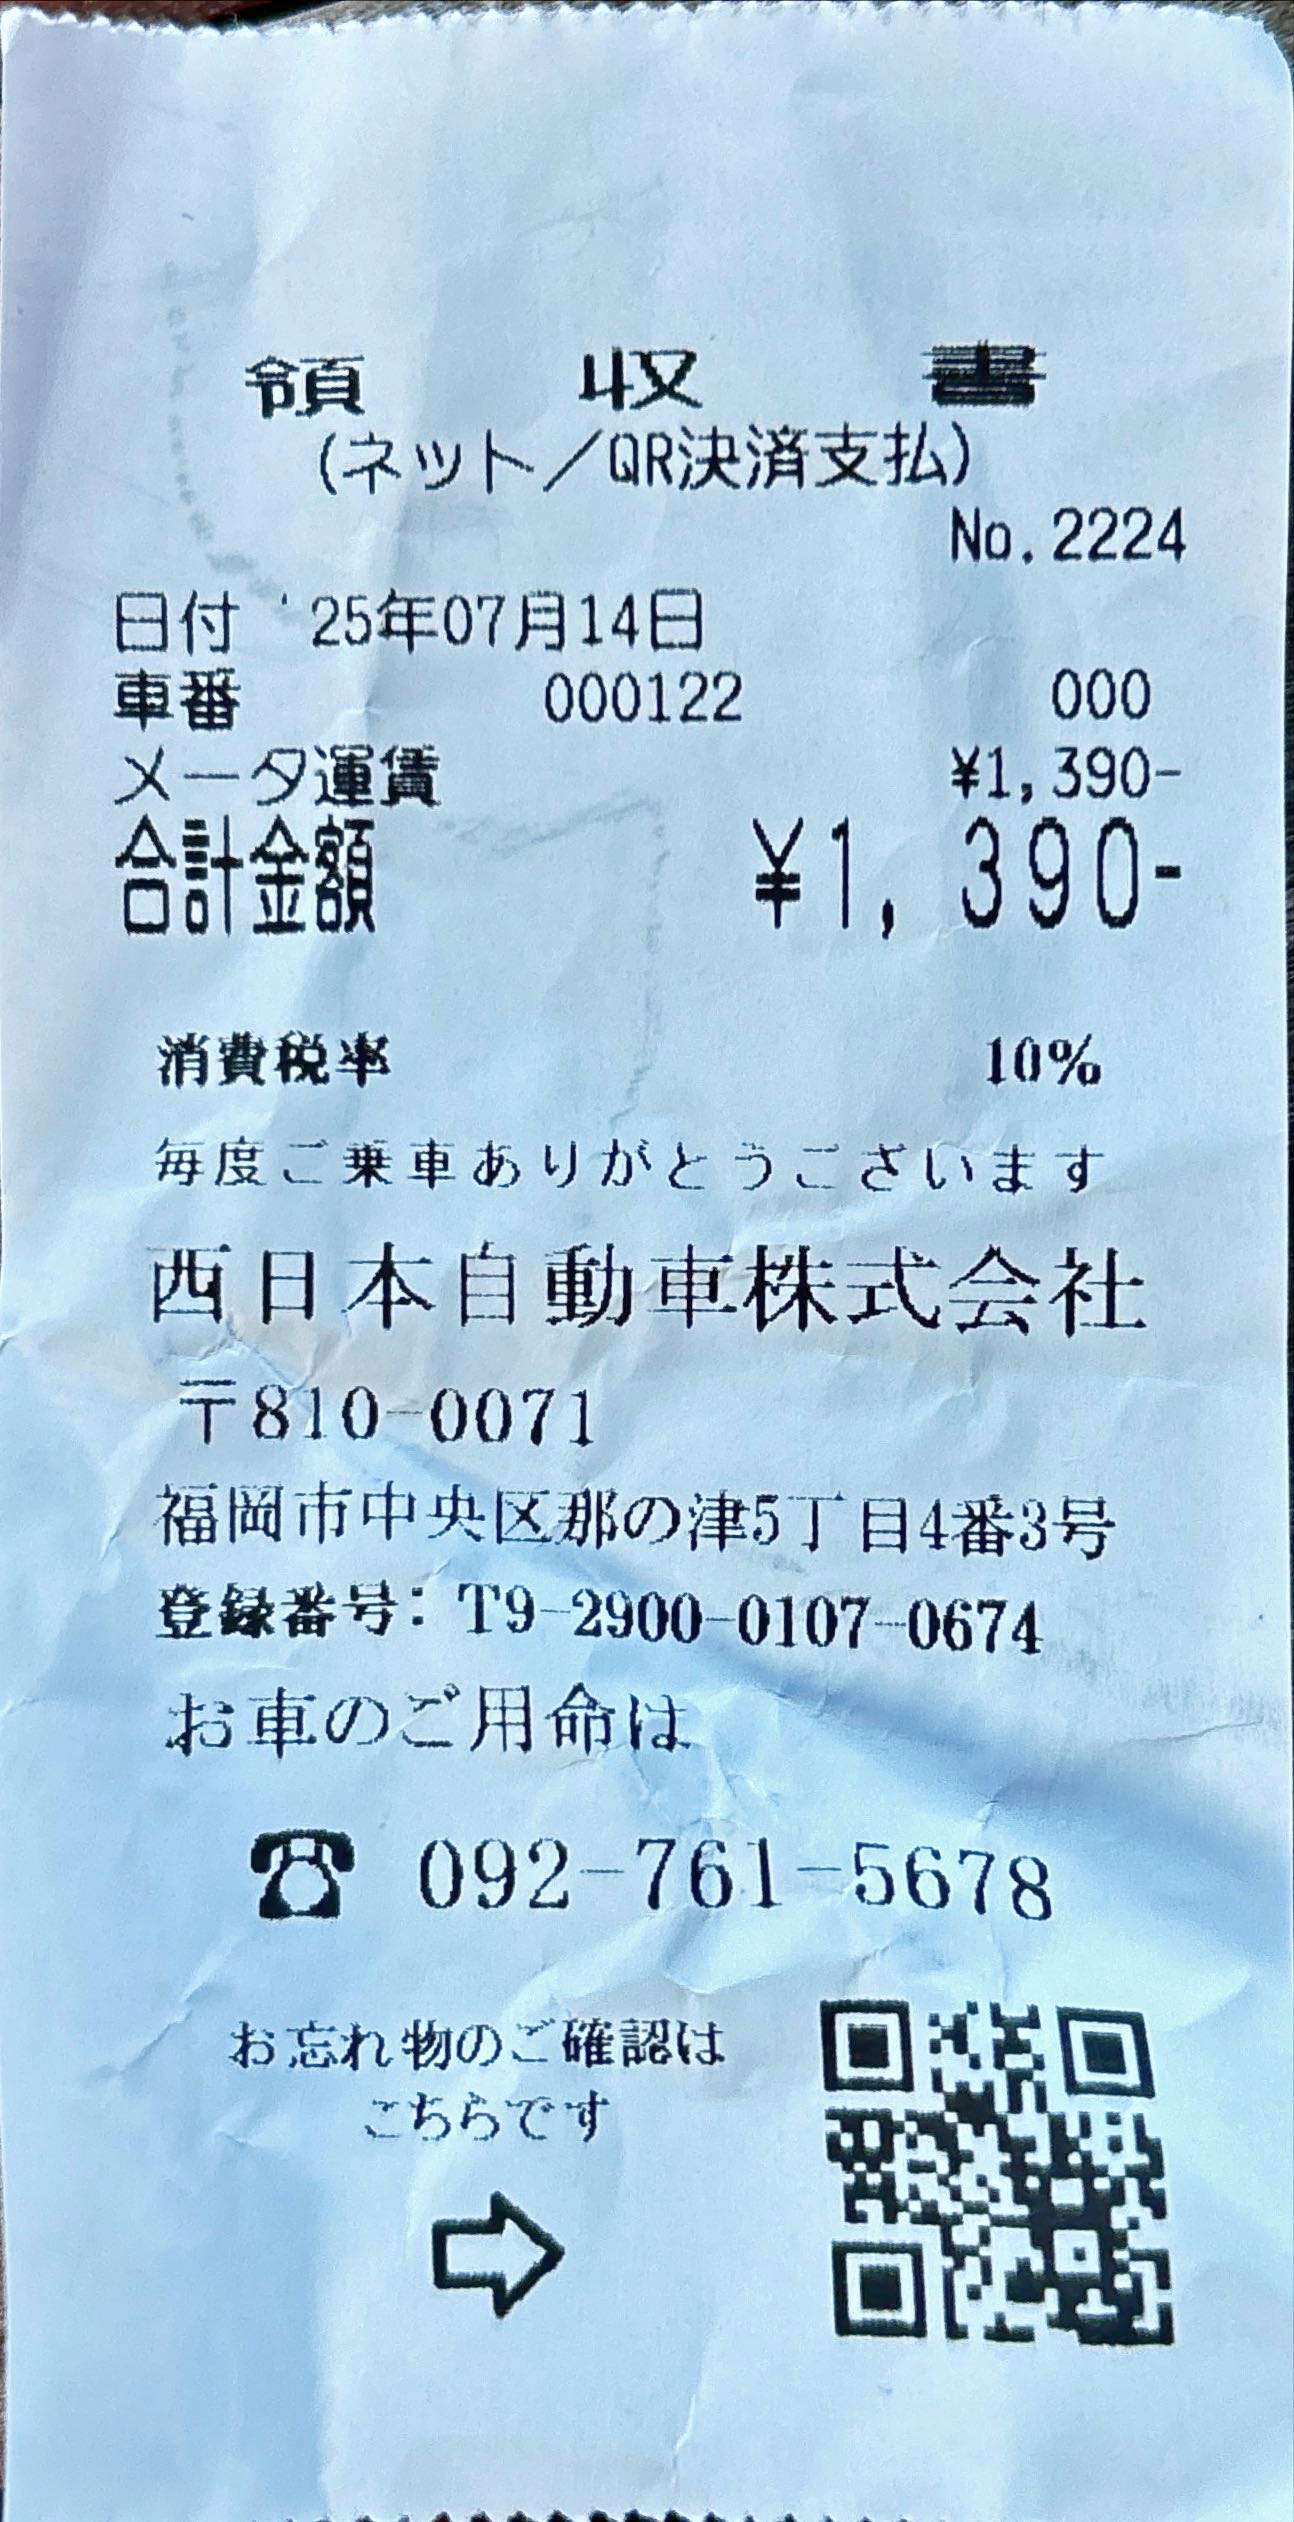 領収書
(ネット／QR決済支払)
No.2224
日付 '25年07月14日
車番 000122 000
メータ運賃 ¥1,390-
合計金額 ¥1,390-
消費税率 10%
毎度ご乗車ありがとうございます
西日本自動車株式会社
〒810-0071
福岡市中央区那の津5丁目4番3号
登録番号：T9-2900-0107-0674
お車のご用命は
☎ 092-761-5678
お忘れ物のご確認は
こちらです
⇨